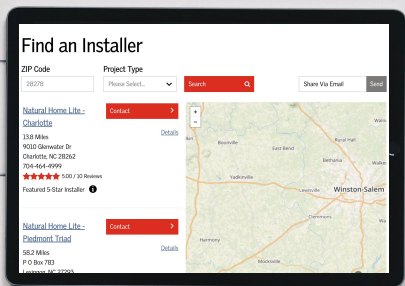 Find an Installer
ZIP Code
Project Type
28278
Please Select...
Search
Share Via Email
Send
Natural Home Lite -
Charlotte
Contact
Details
13.8 Miles
9010 Glenwater Dr
Charlotte, NC 28262
704-464-4999
5.00 / 10 Reviews
Featured 5-Star Installer
Natural Home Lite -
Piedmont Triad
Contact
Details
58.2 Miles
P O Box 783
Lexington, NC 27293
+
-
Boonville
East Bend
Rural Hall
Bethania
Yadkinville
Lewisville
Winston-Salem
Clemmons
Harmony
Mocksville